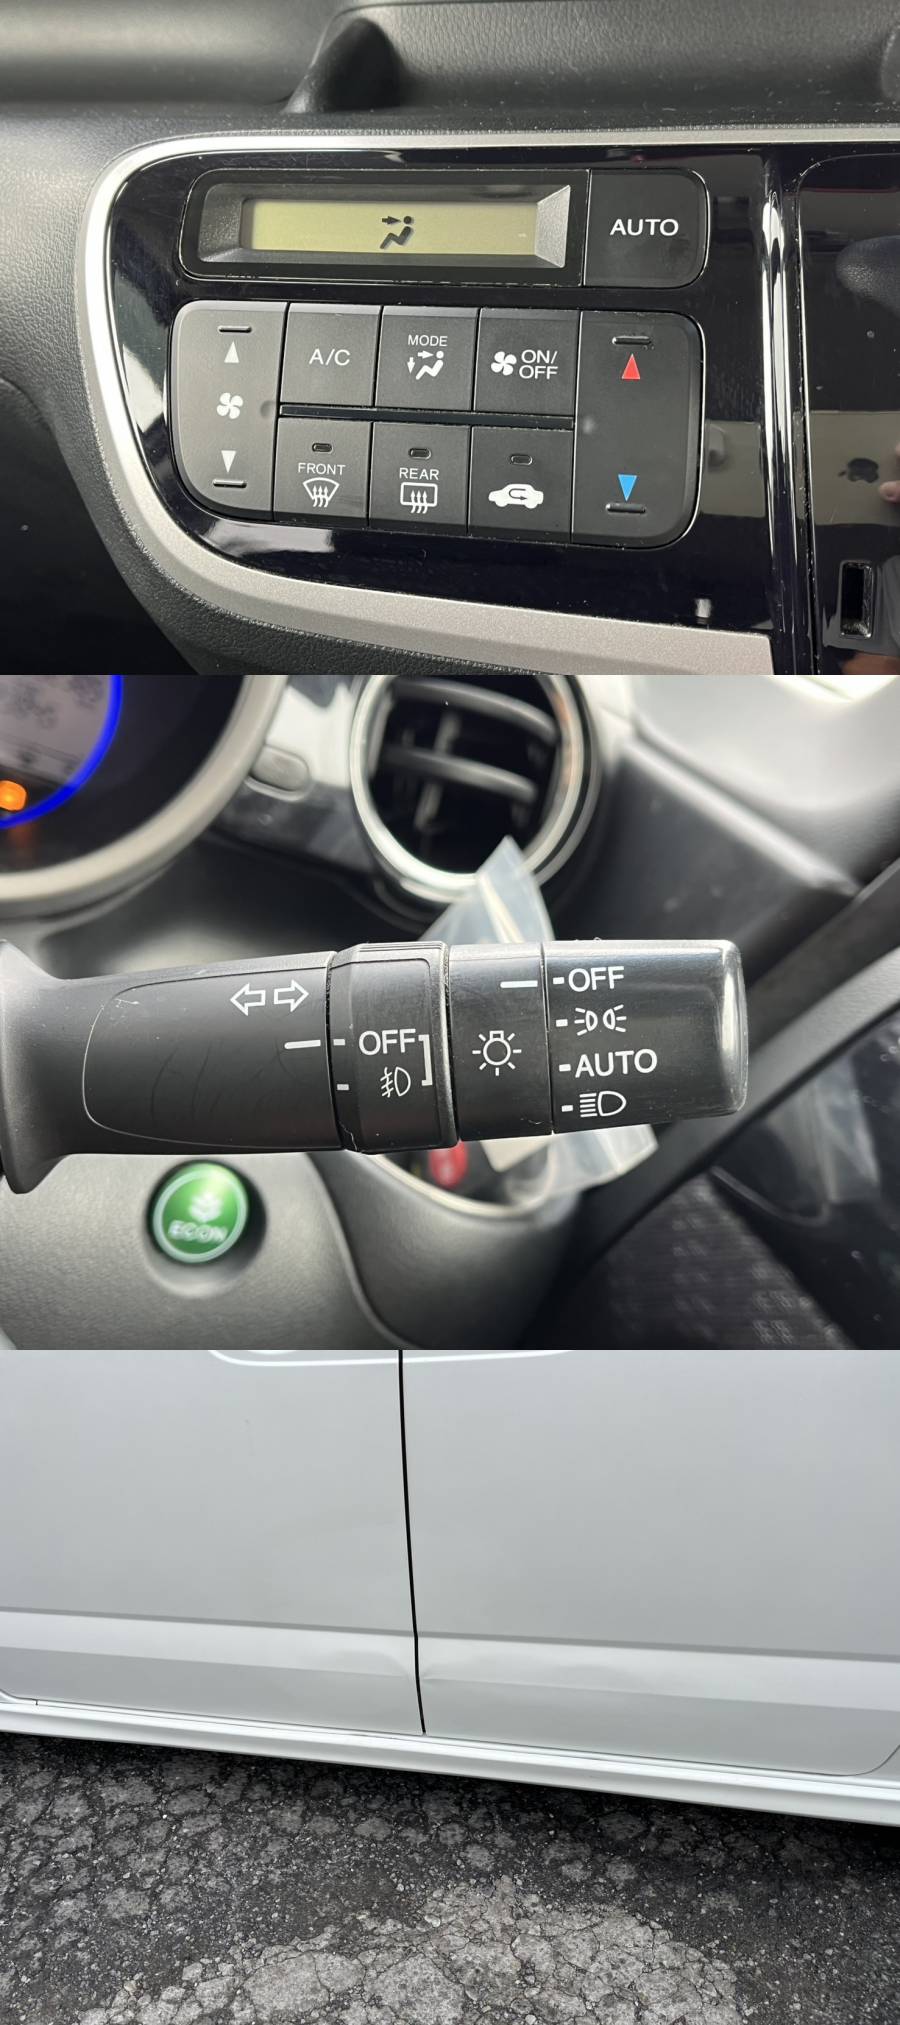 AUTO
A/C
MODE
ON/
OFF
FRONT
REAR
OFF
OFF
AUTO
ECON